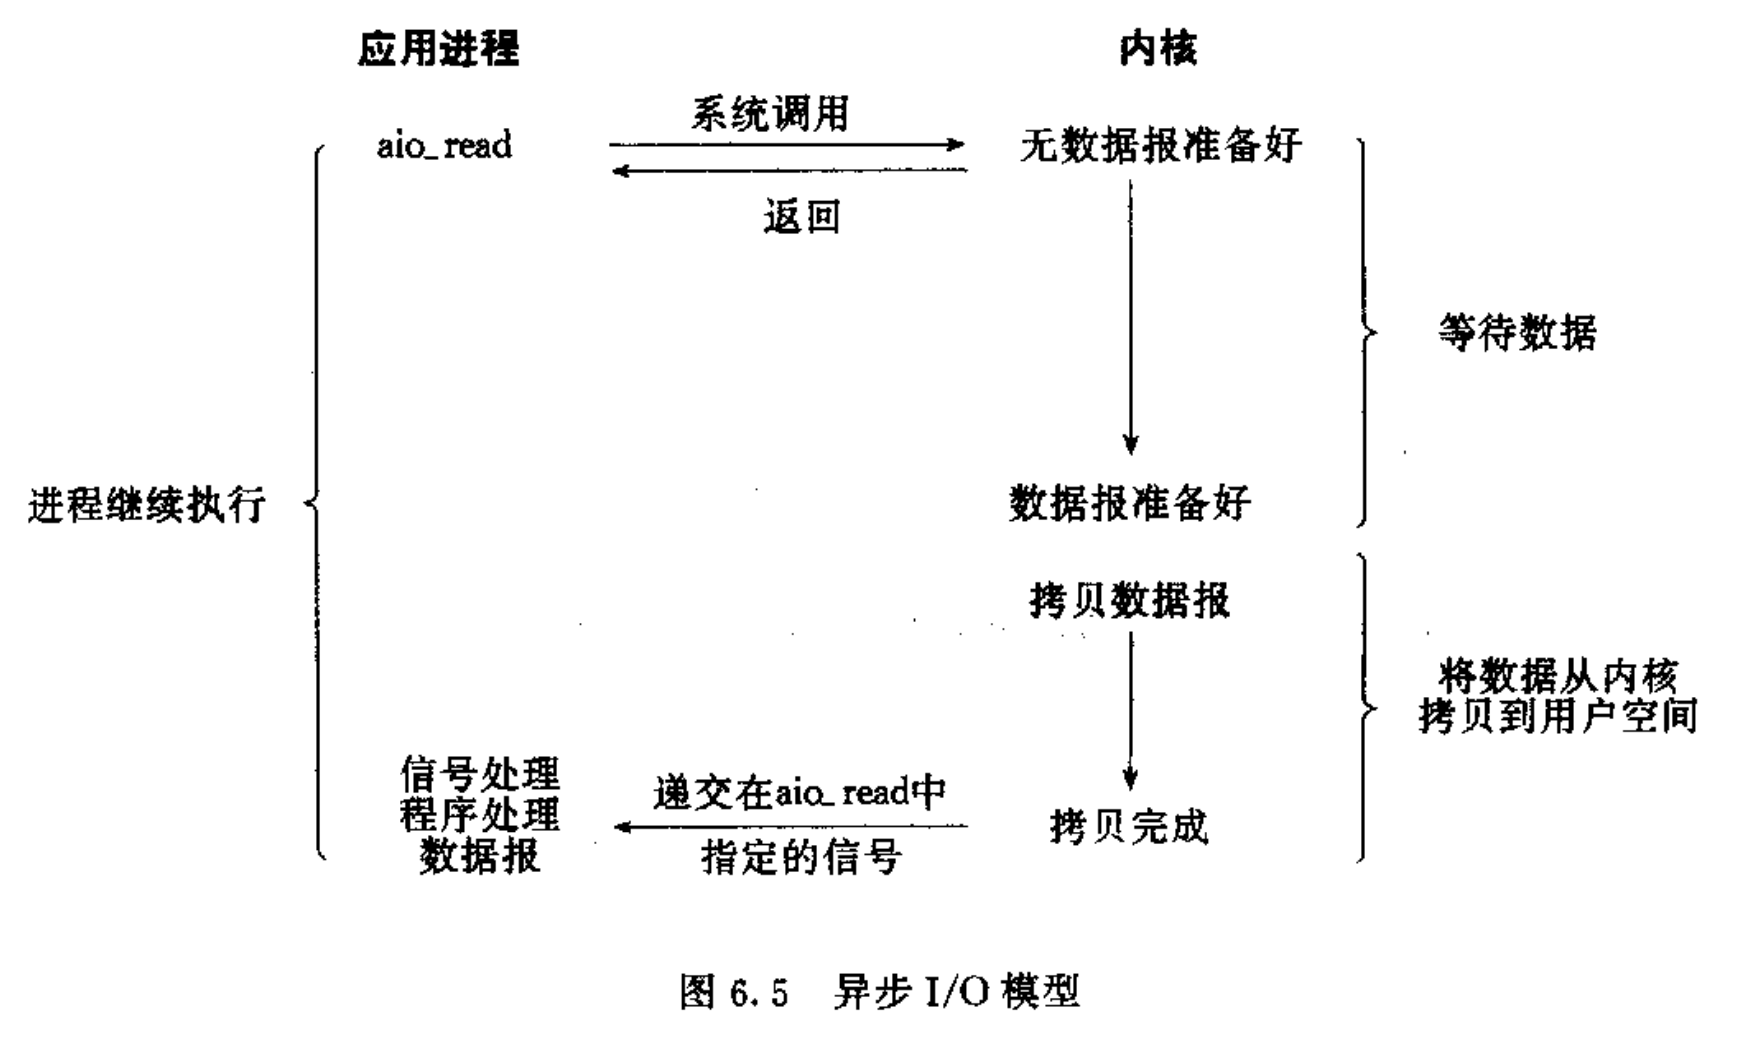 应用进程
内核
系统调用
aio_read
无数据报准备好
返回
等待数据
进程继续执行
数据报准备好
拷贝数据报
将数据从内核
拷贝到用户空间
信号处理
程序处理
数据报
递交在aio_read中
指定的信号
拷贝完成
图 6.5 异步 I/O 模型